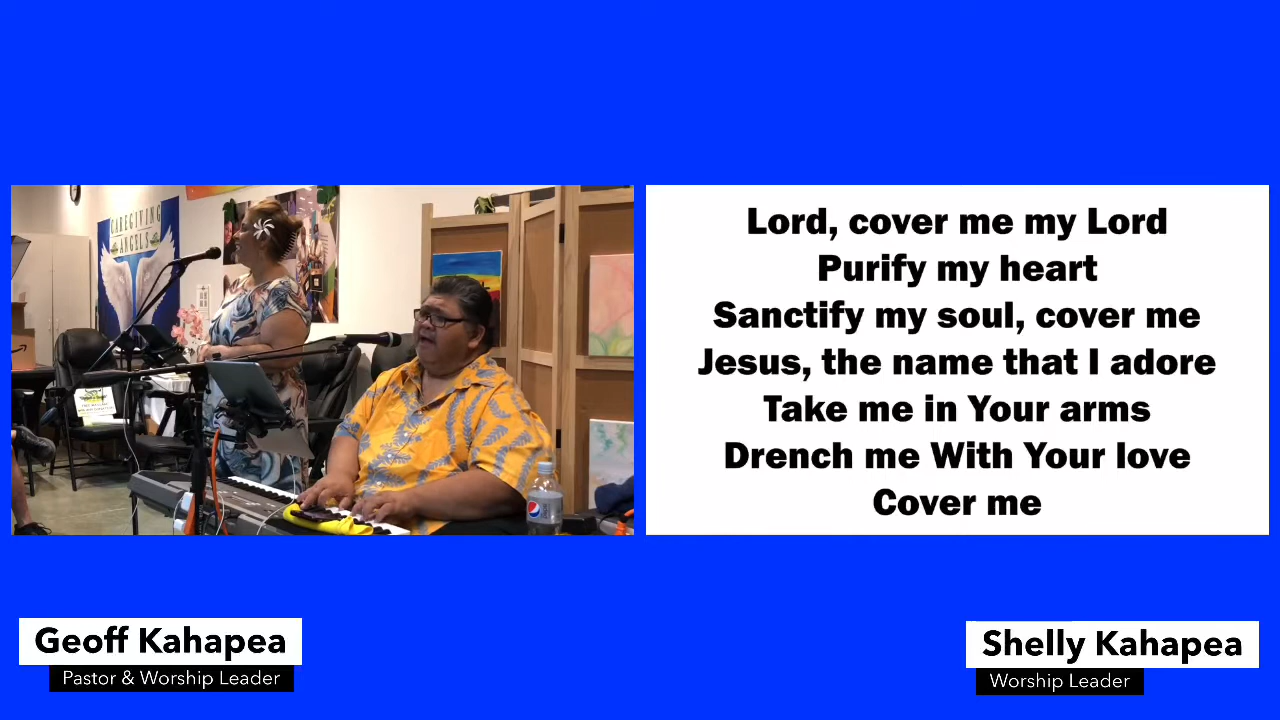 CAREGIVING
ANGELS
Lord, cover me my Lord
Purify my heart
Sanctify my soul, cover me
Jesus, the name that I adore
Take me in Your arms
Drench me With Your love
Cover me
pepsi
Geoff Kahapea
Pastor & Worship Leader
Shelly Kahapea
Worship Leader